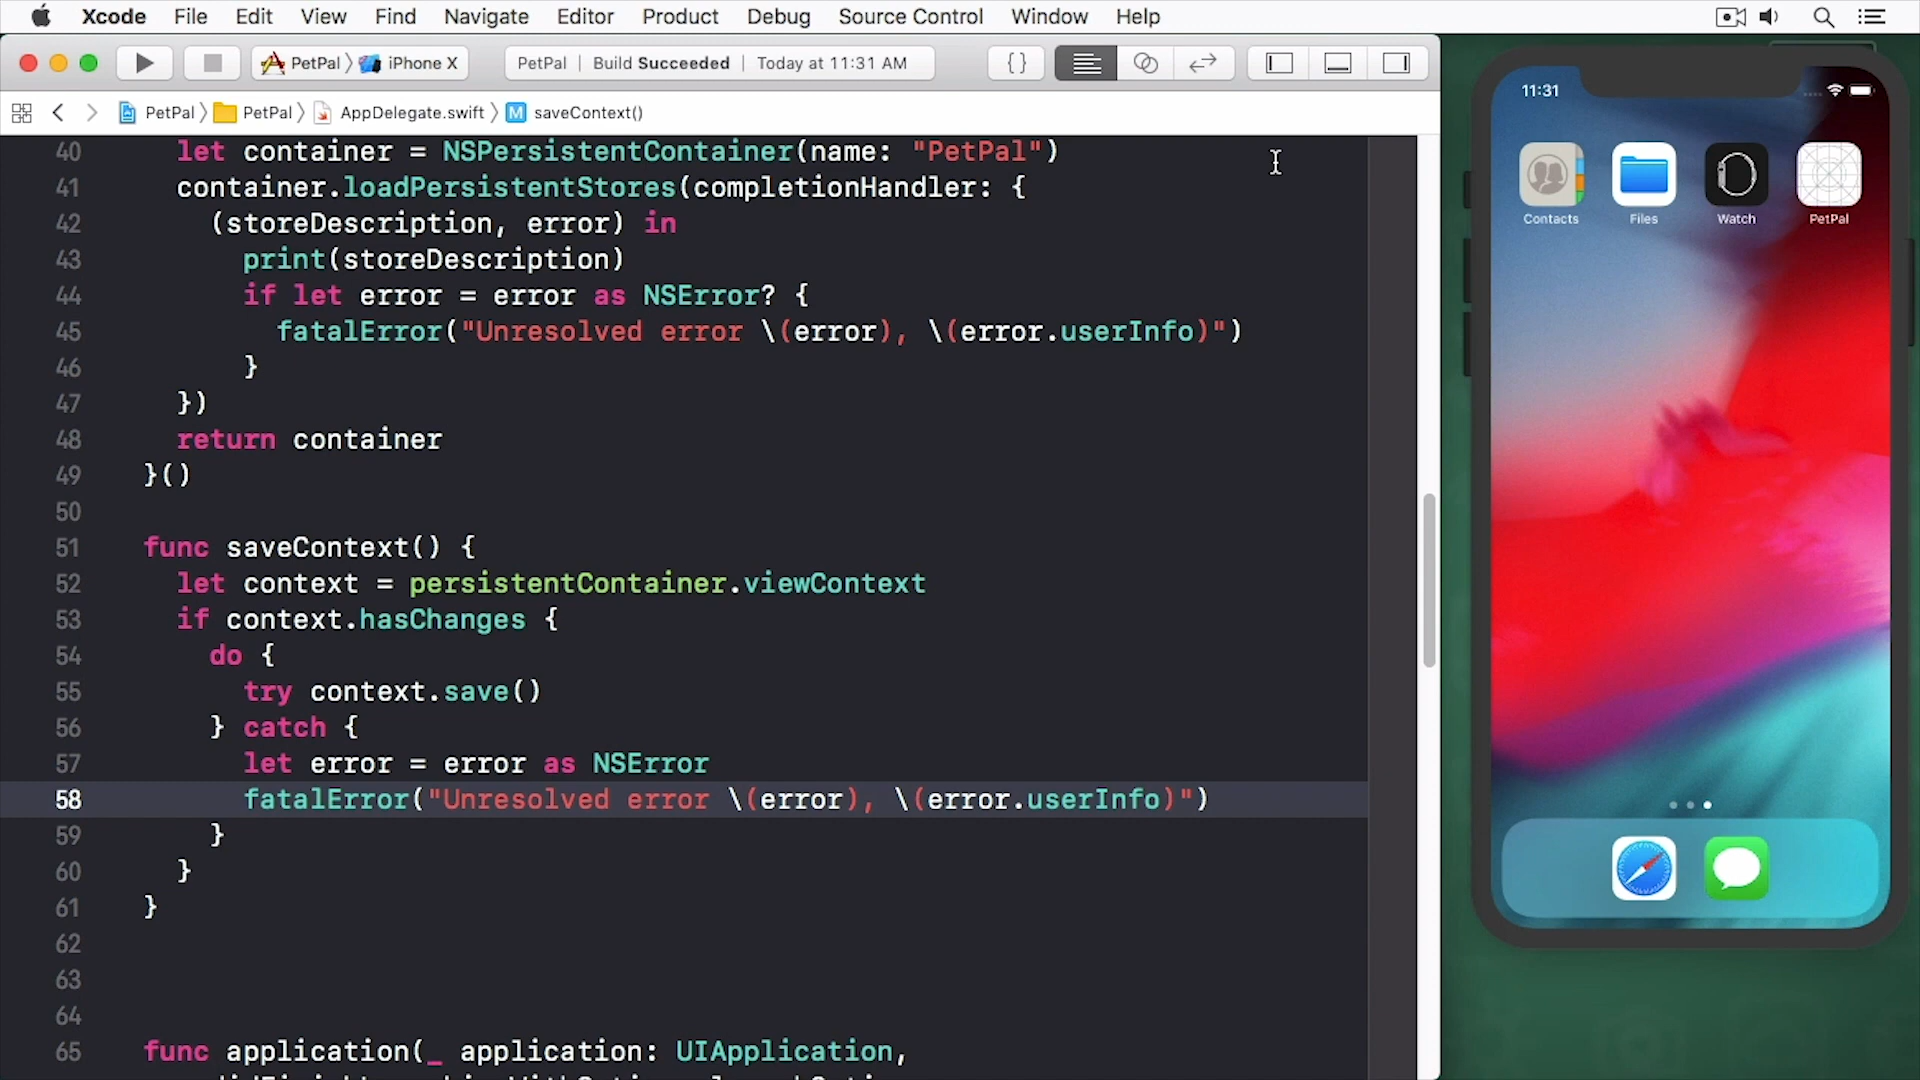 Xcode File Edit View Find Navigate Editor Product Debug Source Control Window Help
PetPal iPhone X PetPal | Build Succeeded | Today at 11:31 AM {}
PetPal PetPal AppDelegate.swift M saveContext()
40 let container = NSPersistentContainer(name: "PetPal")
41 container.loadPersistentStores(completionHandler: {
42 (storeDescription, error) in
43 print(storeDescription)
44 if let error = error as NSError? {
45 fatalError("Unresolved error \(error), \(error.userInfo)")
46 }
47 })
48 return container
49 }()
50
51 func saveContext() {
52 let context = persistentContainer.viewContext
53 if context.hasChanges {
54 do {
55 try context.save()
56 } catch {
57 let error = error as NSError
58 fatalError("Unresolved error \(error), \(error.userInfo)")
59 }
60 }
61 }
62
63
64
65 func application(_ application: UIApplication,
11:31
Contacts Files Watch PetPal